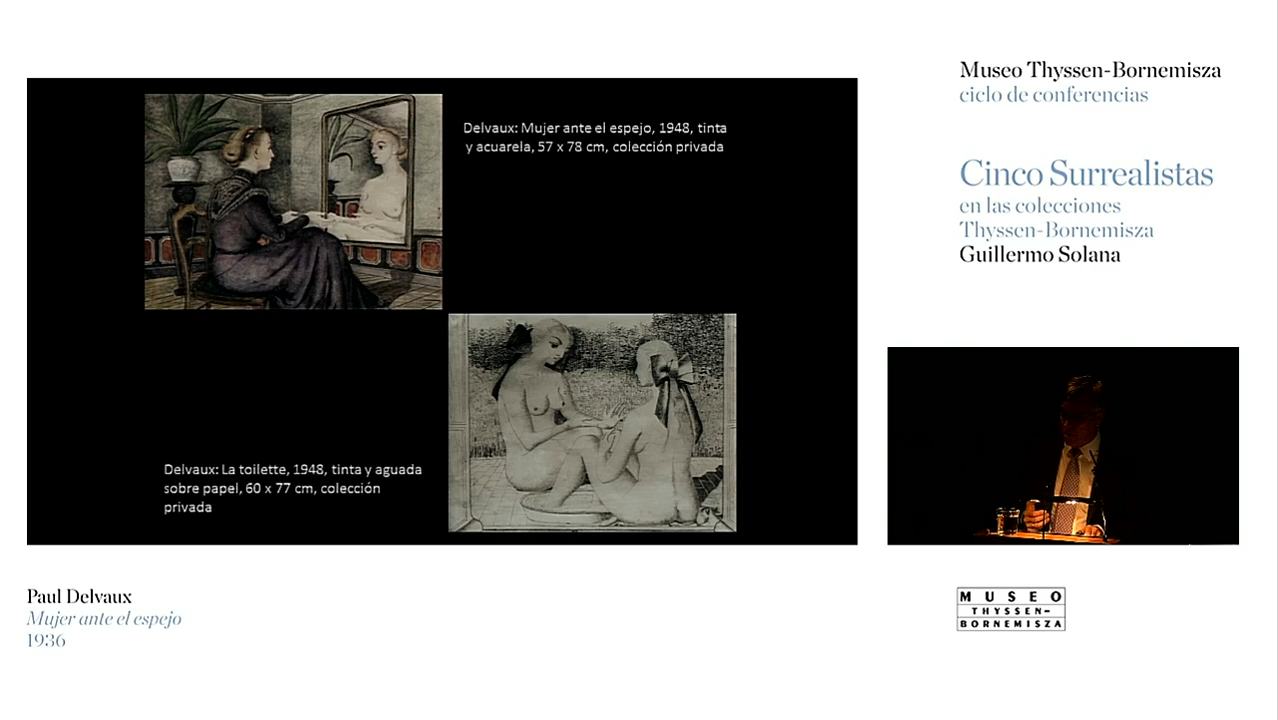 Museo Thyssen-Bornemisza
ciclo de conferencias
Cinco Surrealistas
en las colecciones
Thyssen-Bornemisza
Guillermo Solana
Delvaux: Mujer ante el espejo, 1948, tinta
y acuarela, 57 x 78 cm, colección privada
Delvaux: La toilette, 1948, tinta y aguada
sobre papel, 60 x 77 cm, colección
privada
Paul Delvaux
Mujer ante el espejo
1936
MUSEO
THYSSEN-
BORNEMISZA